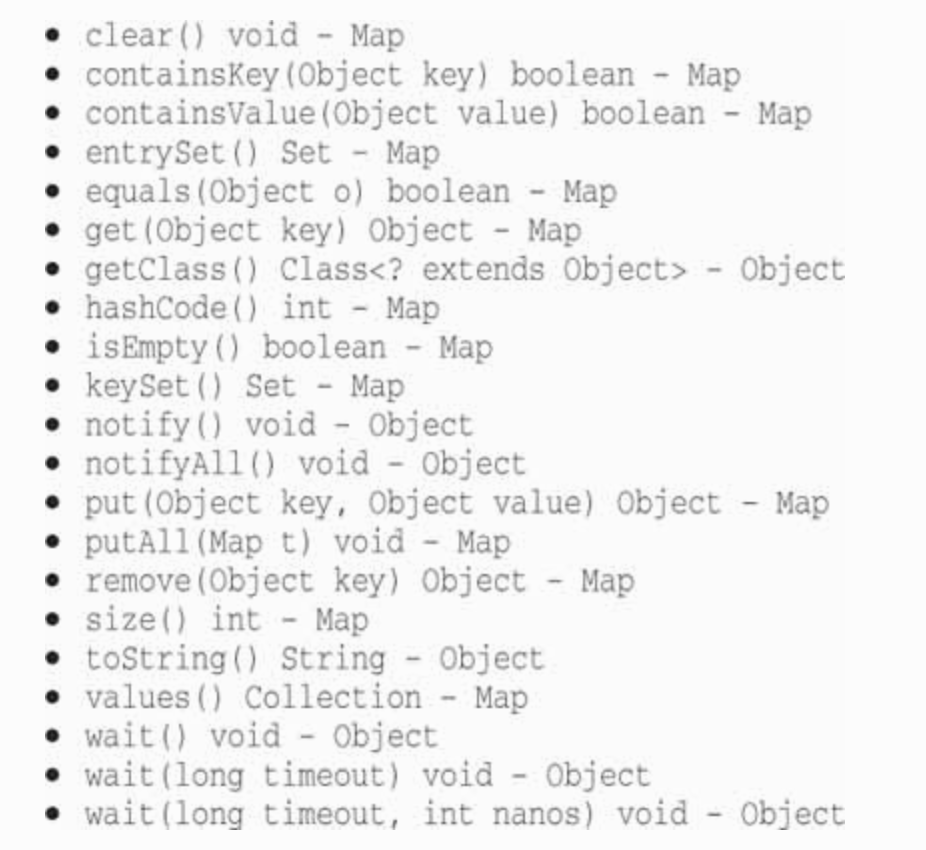 • clear() void – Map
• containsKey(Object key) boolean – Map
• containsValue(Object value) boolean – Map
• entrySet() Set – Map
• equals(Object o) boolean – Map
• get(Object key) Object – Map
• getClass() Class<? extends Object> – Object
• hashCode() int – Map
• isEmpty() boolean – Map
• keySet() Set – Map
• notify() void – Object
• notifyAll() void – Object
• put(Object key, Object value) Object – Map
• putAll(Map t) void – Map
• remove(Object key) Object – Map
• size() int – Map
• toString() String – Object
• values() Collection – Map
• wait() void – Object
• wait(long timeout) void – Object
• wait(long timeout, int nanos) void – Object